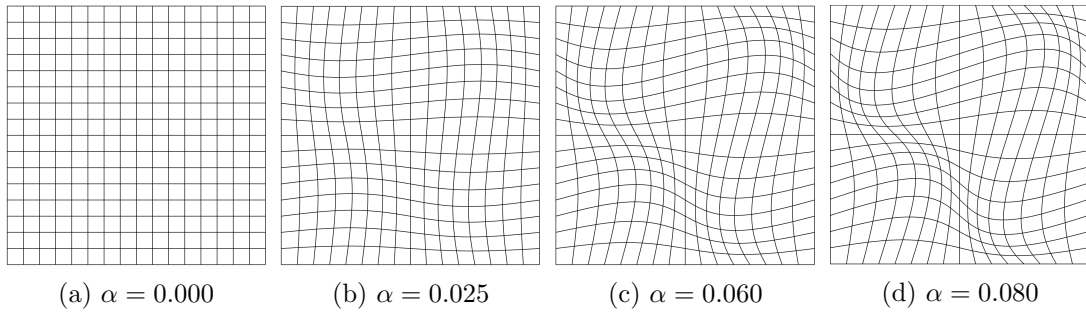 (a) α = 0.000 (b) α = 0.025 (c) α = 0.060 (d) α = 0.080